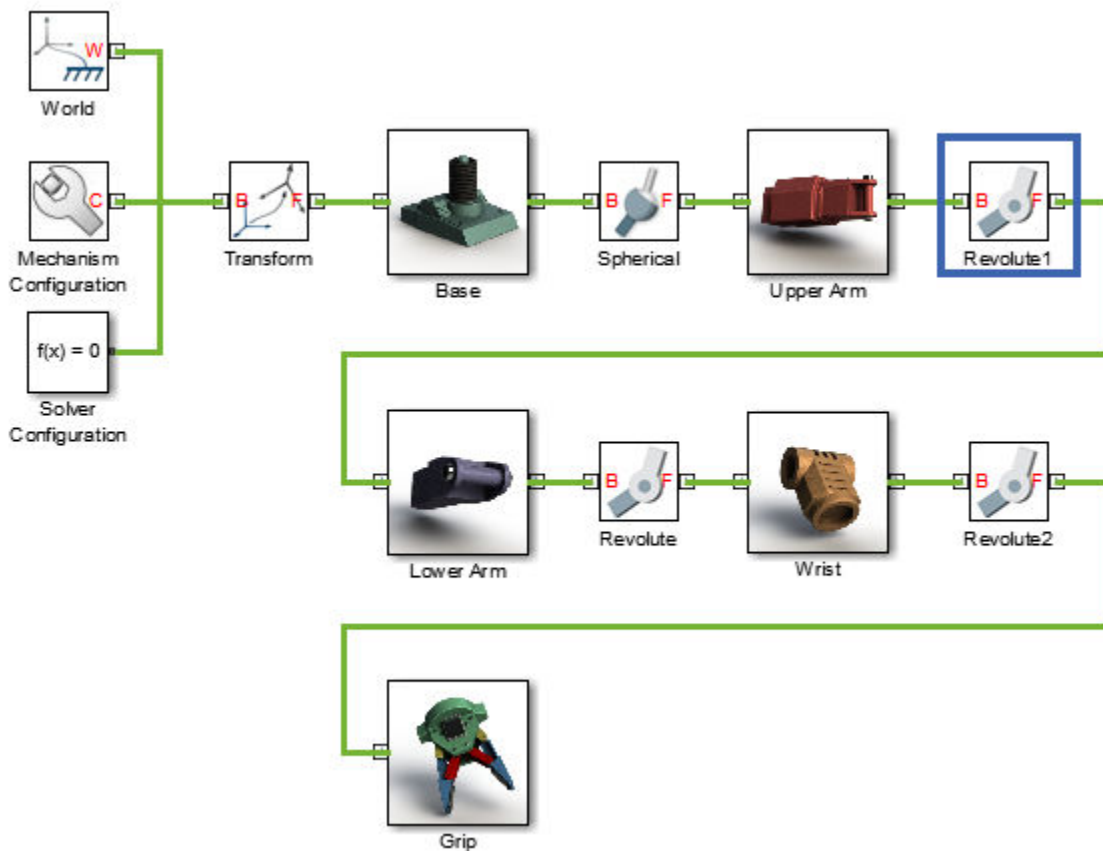 W
World
C
Mechanism
Configuration
f(x) = 0
Solver
Configuration
B F
Transform
Base
B F
Spherical
Upper Arm
B F
Revolute1
Lower Arm
B F
Revolute
Wrist
B F
Revolute2
Grip